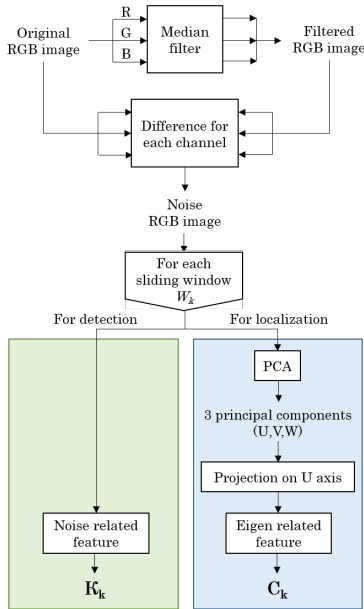 Original
RGB image
R
G
B
Median
filter
Filtered
RGB image
Difference for
each channel
Noise
RGB image
For each
sliding window
W_k
For detection
For localization
PCA
3 principal components
(U,V,W)
Projection on U axis
Noise related
feature
Eigen related
feature
K_k
C_k